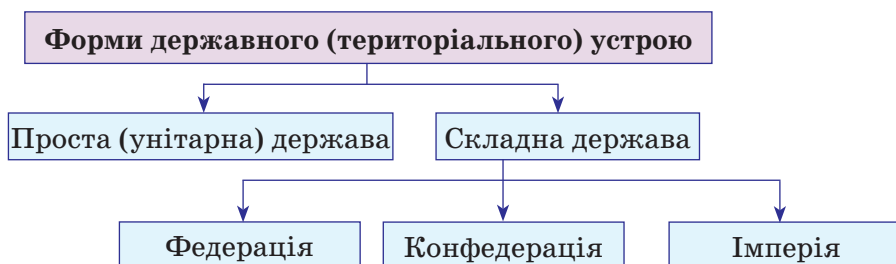 Форми державного (територіального) устрою
Проста (унітарна) держава
Складна держава
Федерація
Конфедерація
Імперія